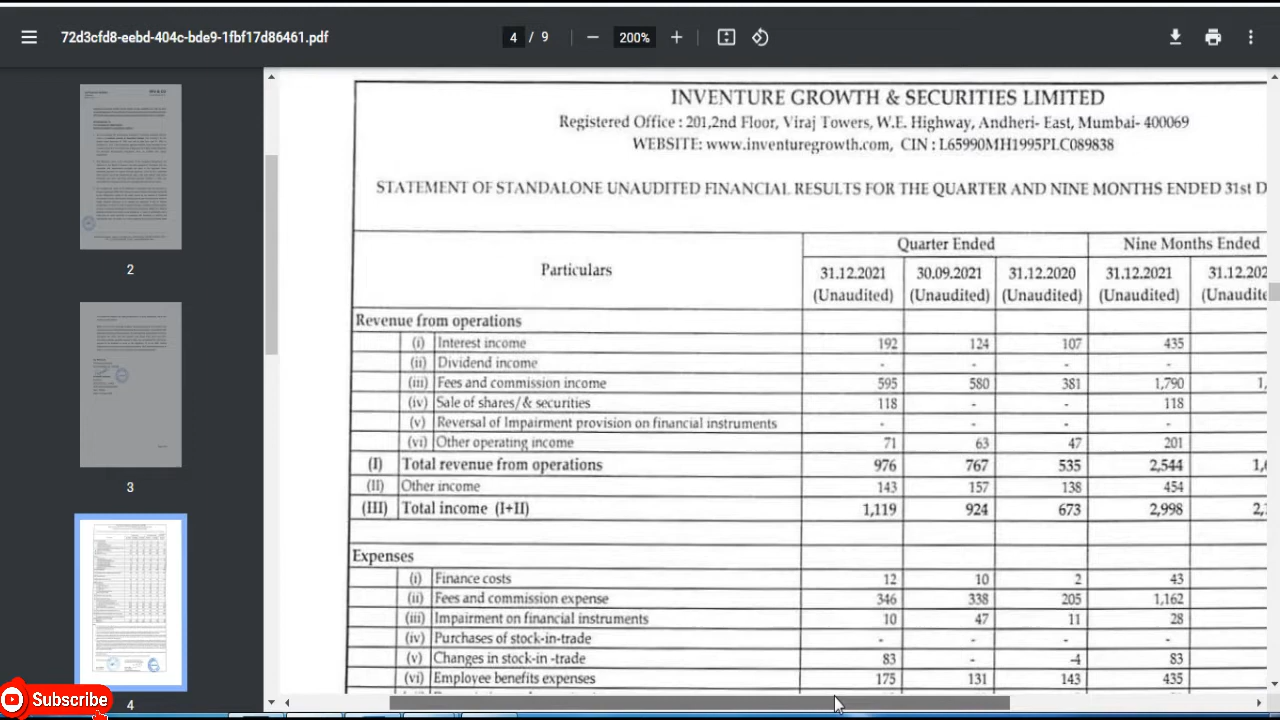 72d3cfd8-eebd-404c-bde9-1fbf17d86461.pdf 4 / 9 200%
2
3
4
INVENTURE GROWTH & SECURITIES LIMITED
Registered Office : 201,2nd Floor, Viraj Towers, W.E. Highway, Andheri- East, Mumbai- 400069
WEBSITE: www.inventuregrowth.com, CIN : L65990MH1995PLC089838
STATEMENT OF STANDALONE UNAUDITED FINANCIAL RESULTS FOR THE QUARTER AND NINE MONTHS ENDED 31st D
Quarter Ended Nine Months Ended
Particulars 31.12.2021 30.09.2021 31.12.2020 31.12.2021 31.12.202
(Unaudited) (Unaudited) (Unaudited) (Unaudited) (Unaudite
Revenue from operations
(i) Interest income 192 124 107 435
(ii) Dividend income - - - -
(iii) Fees and commission income 595 580 381 1,790 1,
(iv) Sale of shares/& securities 118 - - 118
(v) Reversal of Impairment provision on financial instruments - - - -
(vi) Other operating income 71 63 47 201
(I) Total revenue from operations 976 767 535 2,544 1,6
(II) Other income 143 157 138 454
(III) Total income (I+II) 1,119 924 673 2,998 2,
Expenses
(i) Finance costs 12 10 2 43
(ii) Fees and commission expense 346 338 205 1,162
(iii) Impairment on financial instruments 10 47 11 28
(iv) Purchases of stock-in-trade - - - -
(v) Changes in stock-in -trade 83 - -4 83
(vi) Employee benefits expenses 175 131 143 435
Subscribe